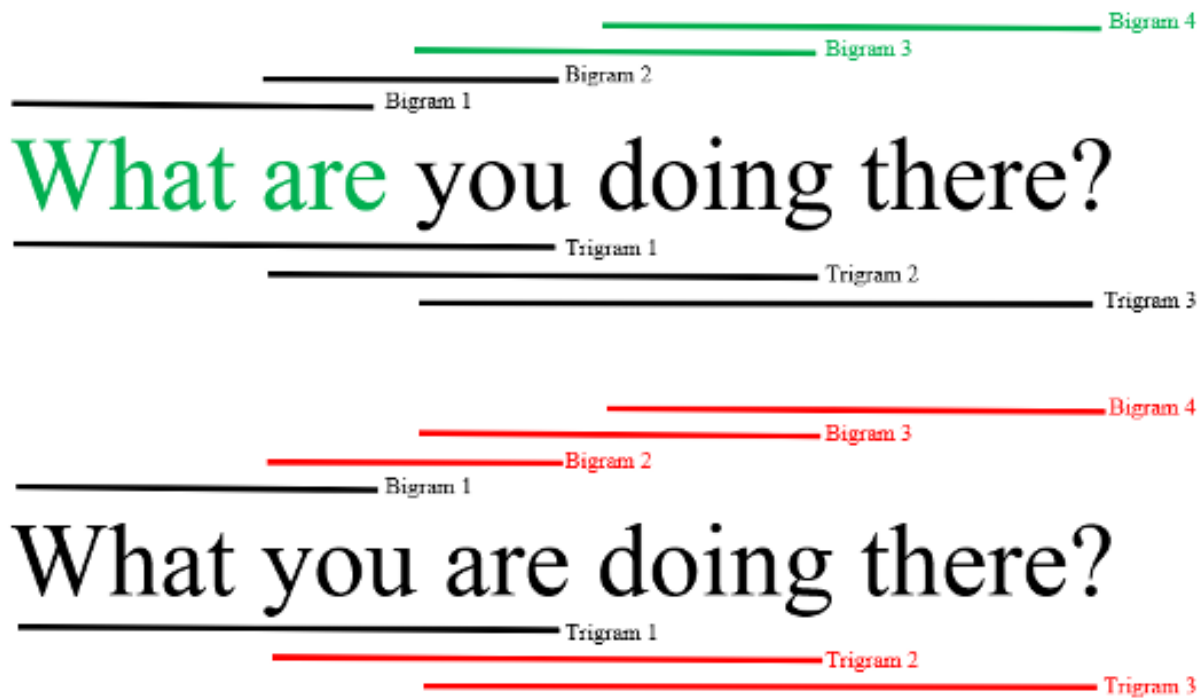 Bigram 4
Bigram 3
Bigram 2
Bigram 1
What are you doing there?
Trigram 1
Trigram 2
Trigram 3
Bigram 4
Bigram 3
Bigram 2
Bigram 1
What you are doing there?
Trigram 1
Trigram 2
Trigram 3